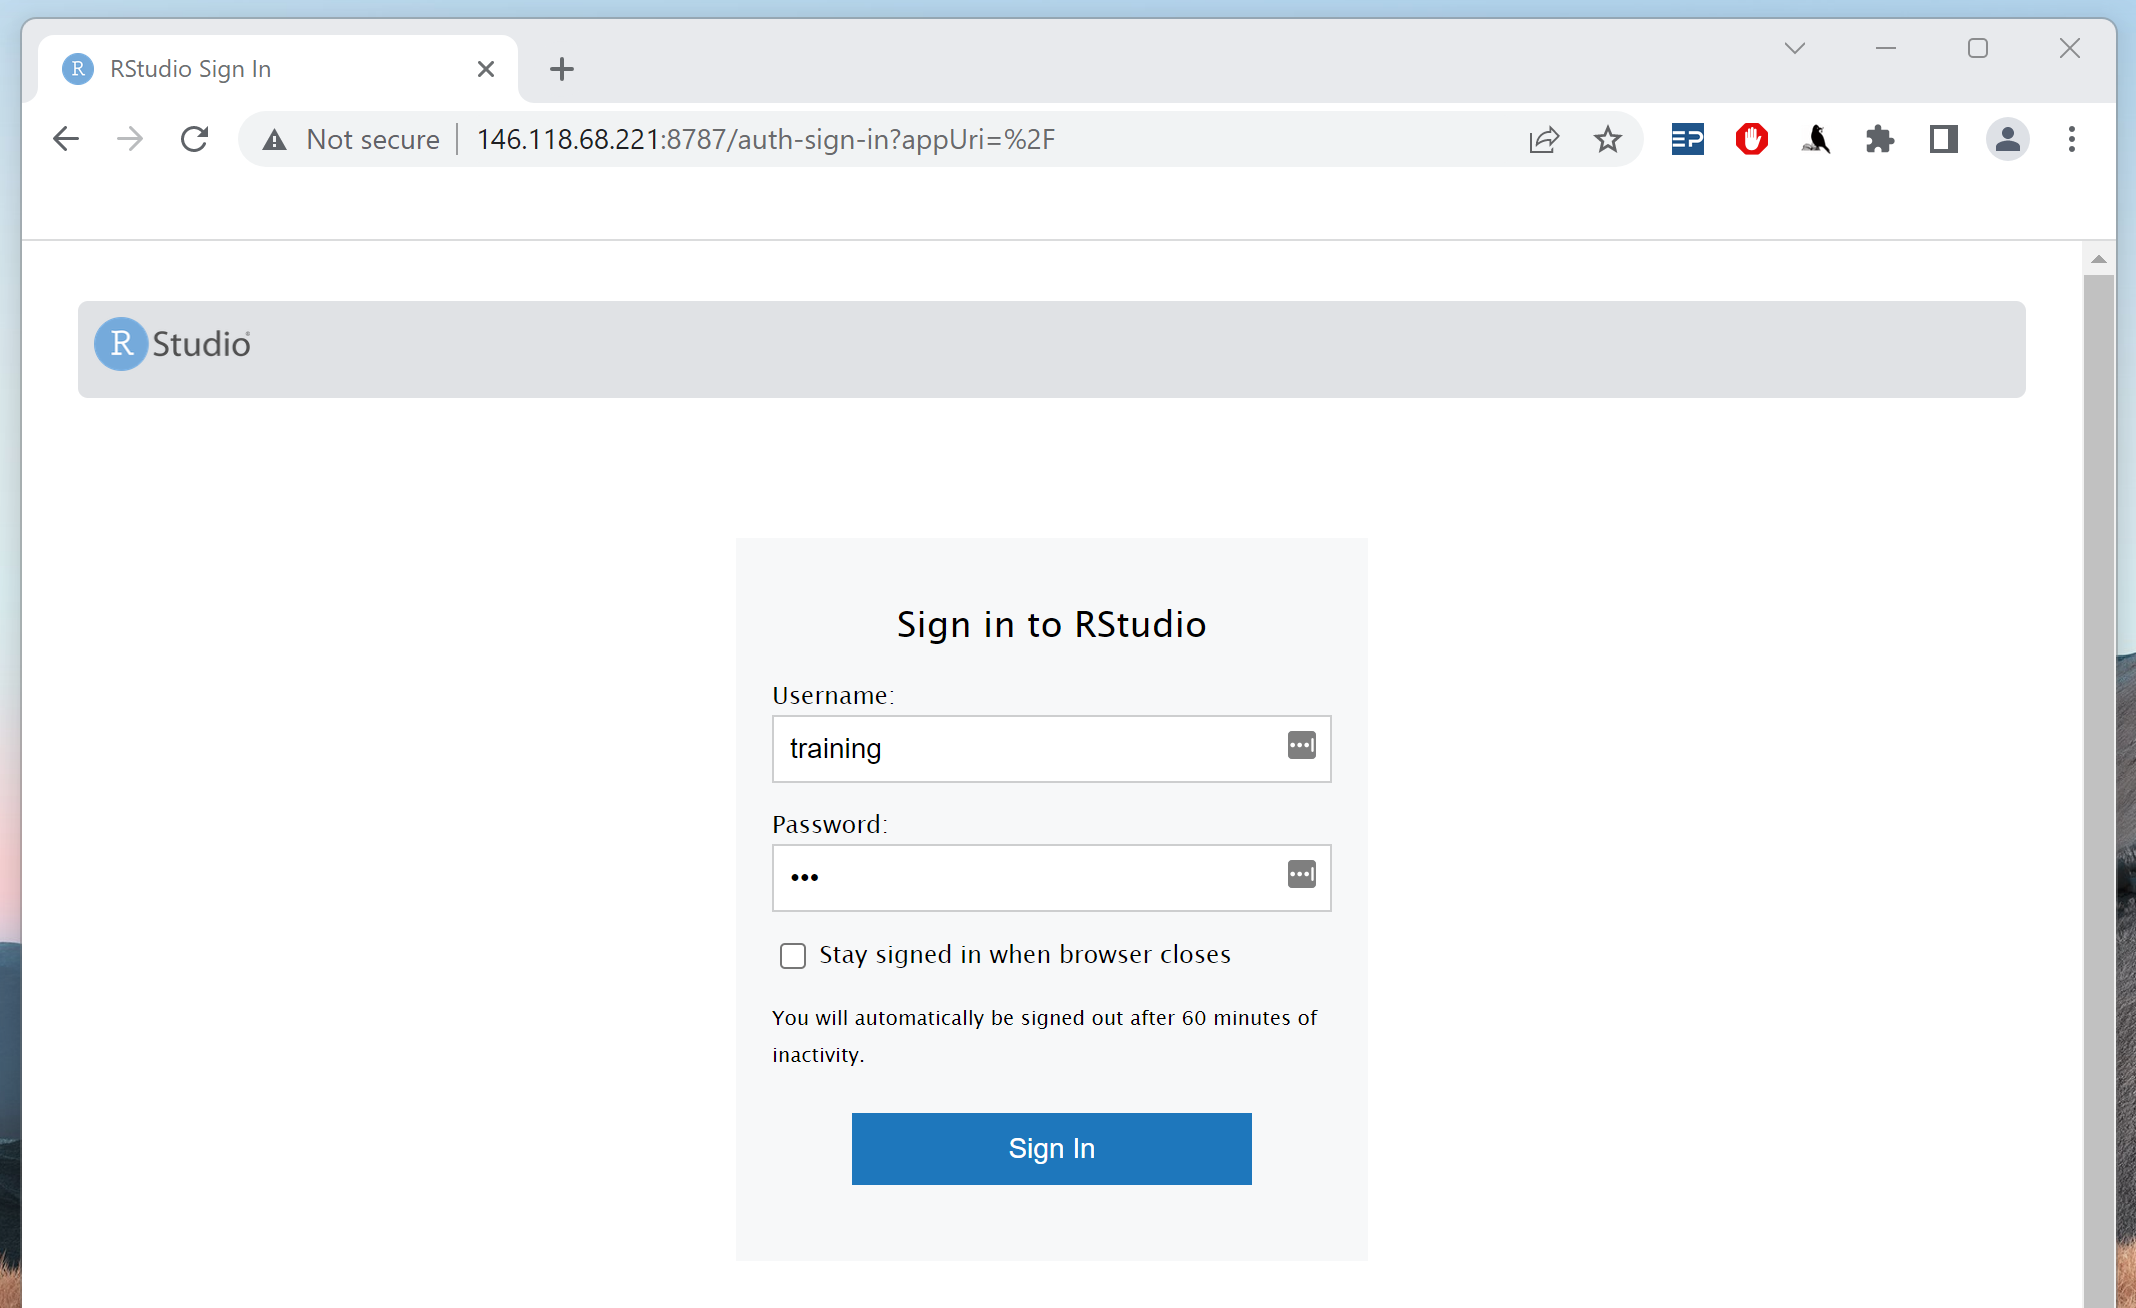 R RStudio Sign In
Not secure 146.118.68.221:8787/auth-sign-in?appUri=%2F
EP
R Studio
Sign in to RStudio
Username:
training
Password:
•••
Stay signed in when browser closes
You will automatically be signed out after 60 minutes of
inactivity.
Sign In